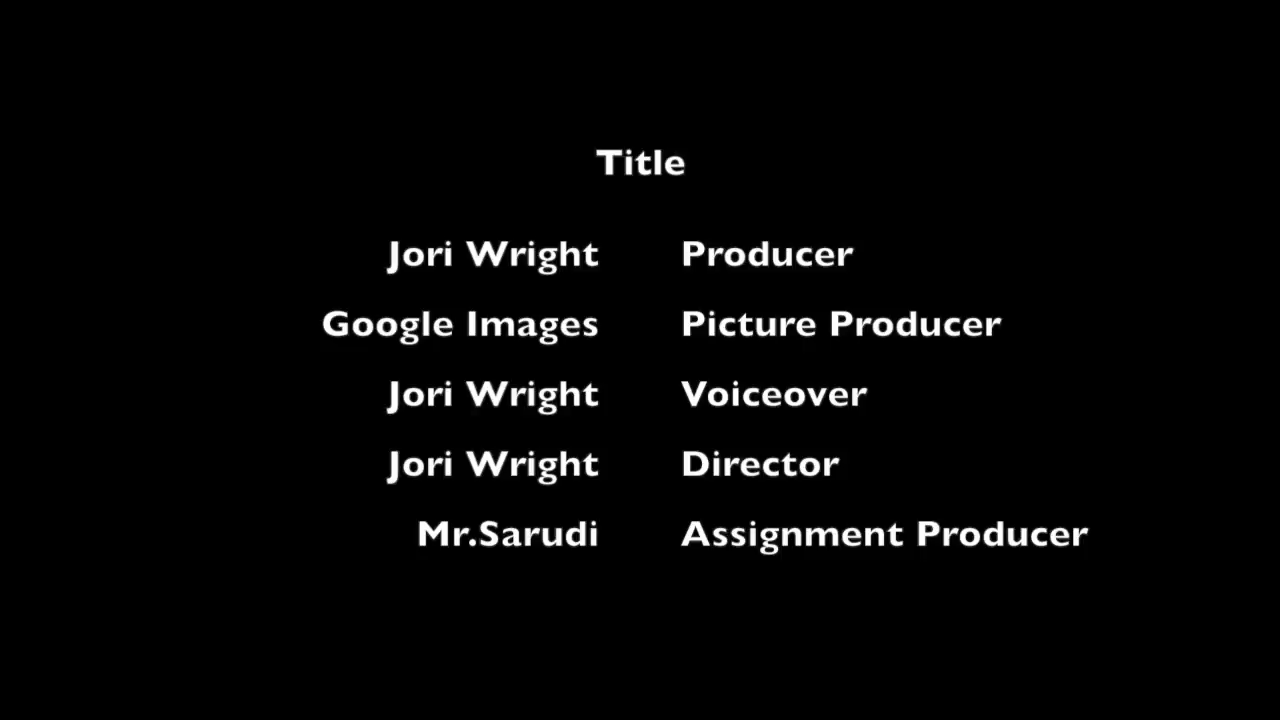 Title
Jori Wright Producer
Google Images Picture Producer
Jori Wright Voiceover
Jori Wright Director
Mr.Sarudi Assignment Producer